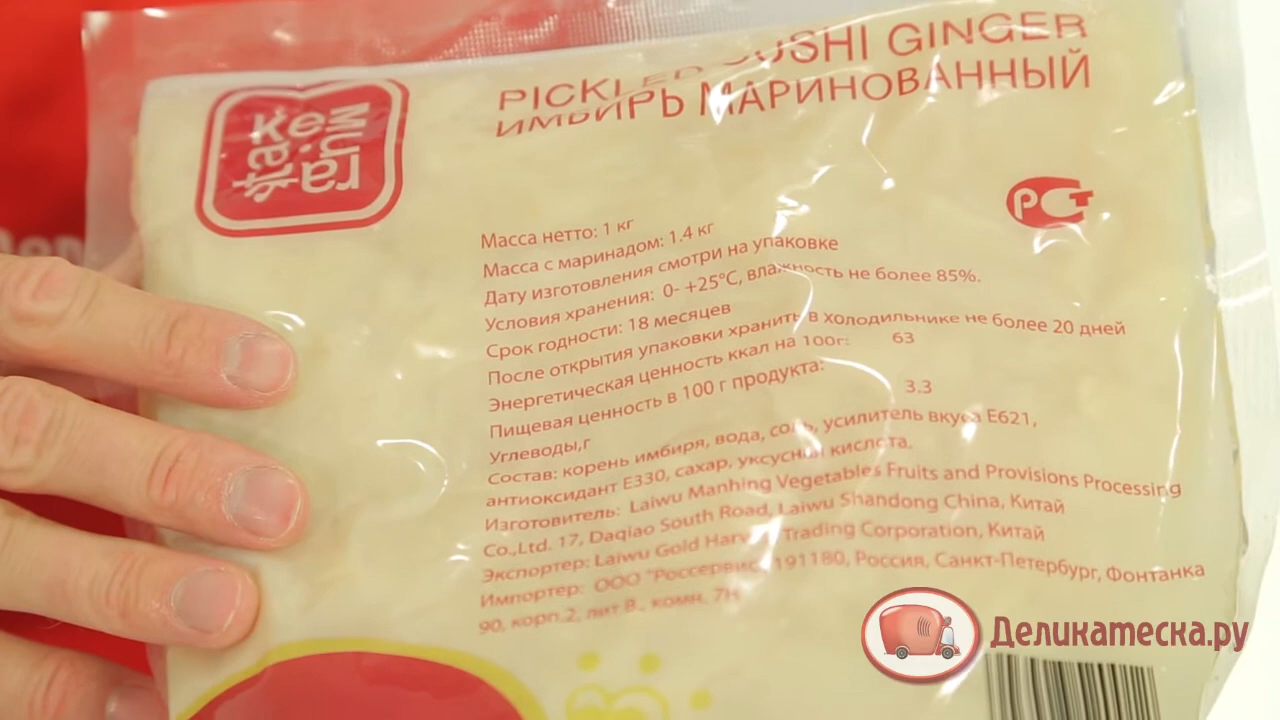 PICKLED SUSHI GINGER
ИМБИРЬ МАРИНОВАННЫЙ
РСТ
Масса нетто: 1 кг
Масса с маринадом: 1.4 кг
Дату изготовления смотри на упаковке
Условия хранения: 0- +25°C, влажность не более 85%.
Срок годности: 18 месяцев
После открытия упаковки хранить в холодильнике не более 20 дней
Энергетическая ценность ккал на 100г: 63
Пищевая ценность в 100 г продукта:
Углеводы,г 3.3
Состав: корень имбиря, вода, соль, усилитель вкуса Е621,
антиоксидант Е330, сахар, уксусная кислота.
Изготовитель: Laiwu Manhing Vegetables Fruits and Provisions Processing
Co.,Ltd. 17, Daqiao South Road, Laiwu Shandong China, Китай
Экспортер: Laiwu Gold Harvest Trading Corporation, Китай
Импортер: ООО "Россервис" 191180, Россия, Санкт-Петербург, Фонтанка
90, корп.2, лит В., комн. 7Н
Деликатеска.ру